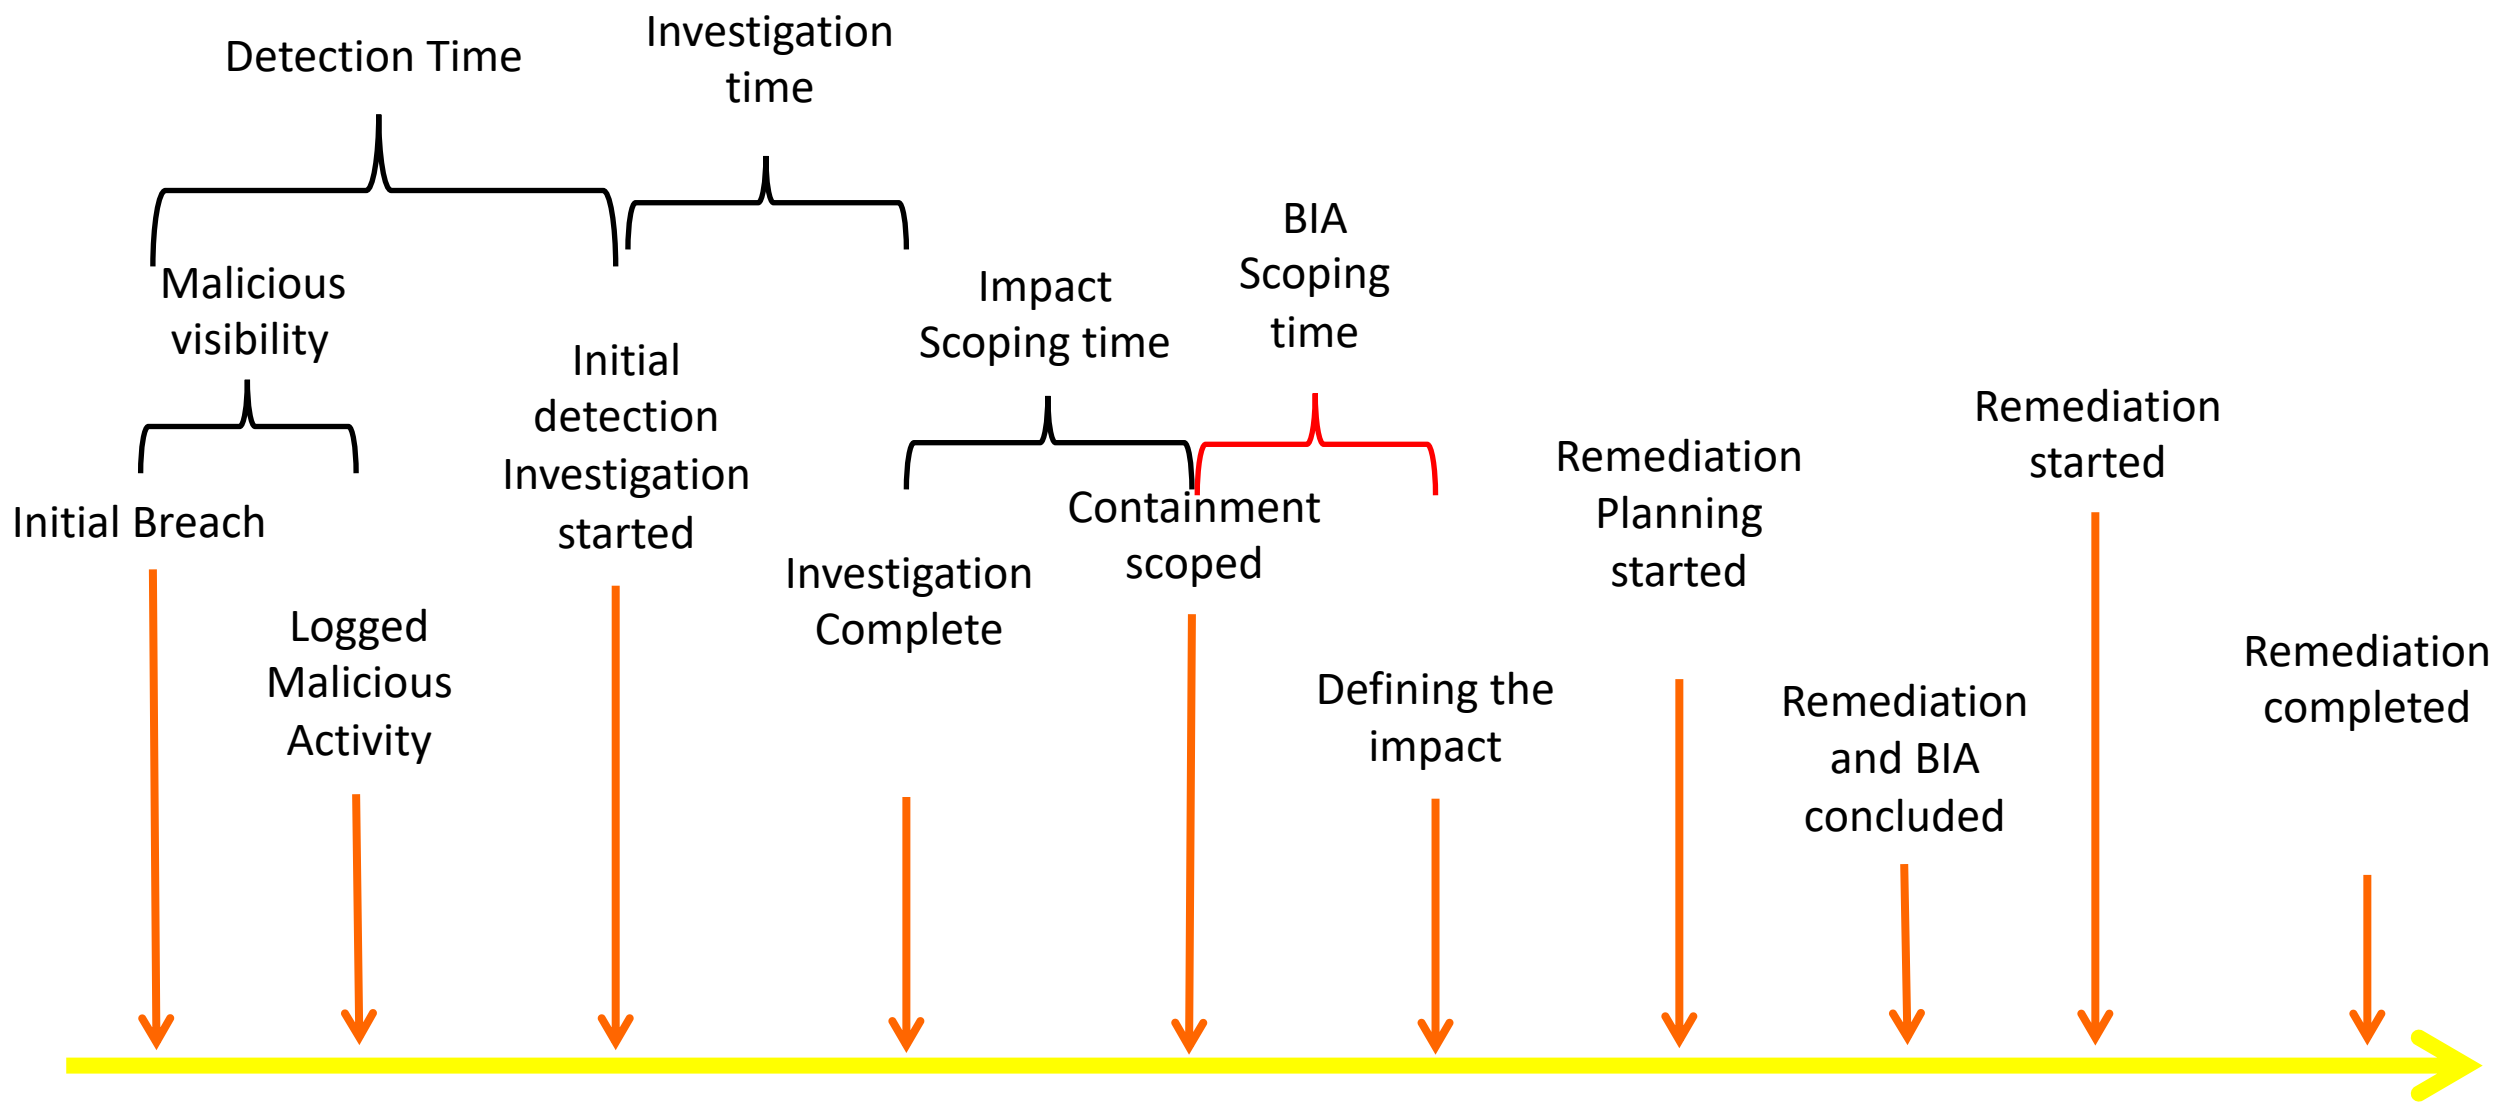 Detection Time
Investigation
time
Malicious
visibility
Impact
Scoping time
BIA
Scoping
time
Initial Breach
Logged
Malicious
Activity
Initial
detection
Investigation
started
Investigation
Complete
Containment
scoped
Defining the
impact
Remediation
Planning
started
Remediation
and BIA
concluded
Remediation
started
Remediation
completed